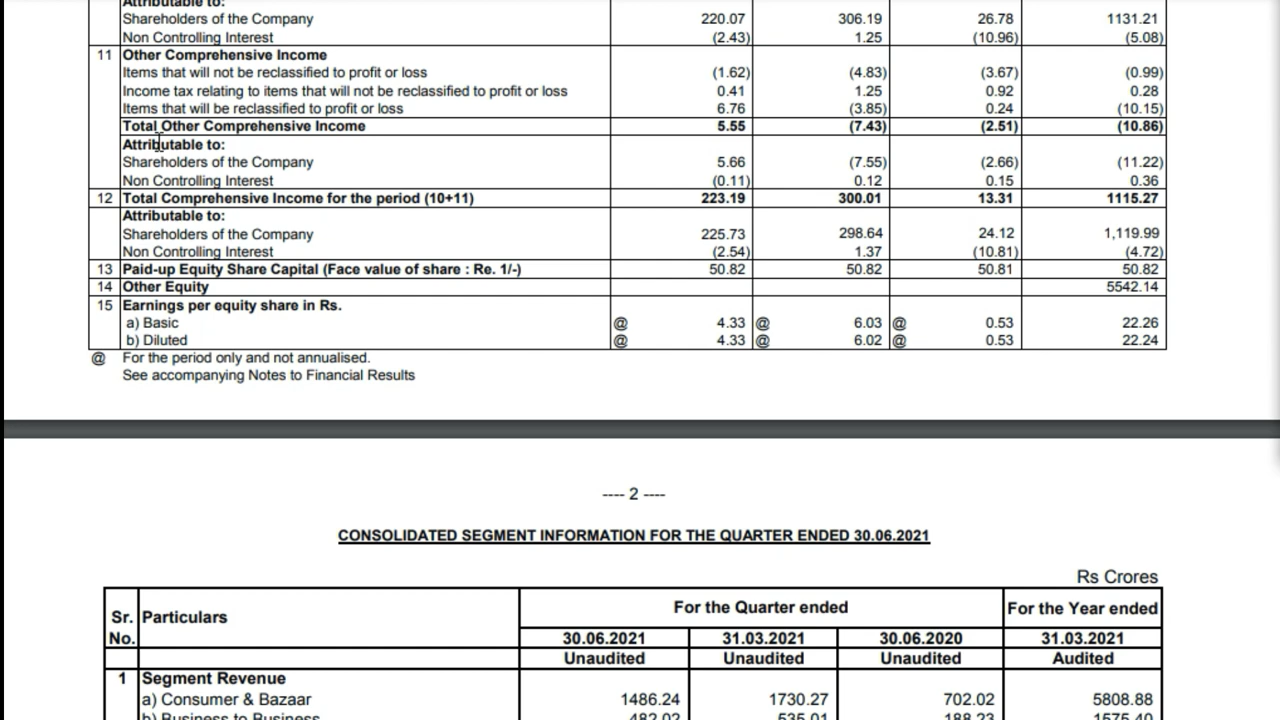 Attributable to:
Shareholders of the Company 220.07 306.19 26.78 1131.21
Non Controlling Interest (2.43) 1.25 (10.96) (5.08)
11 Other Comprehensive Income
Items that will not be reclassified to profit or loss (1.62) (4.83) (3.67) (0.99)
Income tax relating to items that will not be reclassified to profit or loss 0.41 1.25 0.92 0.28
Items that will be reclassified to profit or loss 6.76 (3.85) 0.24 (10.15)
Total Other Comprehensive Income 5.55 (7.43) (2.51) (10.86)
Attributable to:
Shareholders of the Company 5.66 (7.55) (2.66) (11.22)
Non Controlling Interest (0.11) 0.12 0.15 0.36
12 Total Comprehensive Income for the period (10+11) 223.19 300.01 13.31 1115.27
Attributable to:
Shareholders of the Company 225.73 298.64 24.12 1,119.99
Non Controlling Interest (2.54) 1.37 (10.81) (4.72)
13 Paid-up Equity Share Capital (Face value of share : Re. 1/-) 50.82 50.82 50.81 50.82
14 Other Equity 5542.14
15 Earnings per equity share in Rs.
a) Basic @ 4.33 @ 6.03 @ 0.53 22.26
b) Diluted @ 4.33 @ 6.02 @ 0.53 22.24
@ For the period only and not annualised.
See accompanying Notes to Financial Results
---- 2 ----
CONSOLIDATED SEGMENT INFORMATION FOR THE QUARTER ENDED 30.06.2021
Rs Crores
Sr. No. Particulars For the Quarter ended For the Year ended
30.06.2021 31.03.2021 30.06.2020 31.03.2021
Unaudited Unaudited Unaudited Audited
1 Segment Revenue
a) Consumer & Bazaar 1486.24 1730.27 702.02 5808.88
b) Business to Business 482.02 535.01 188.23 1575.40